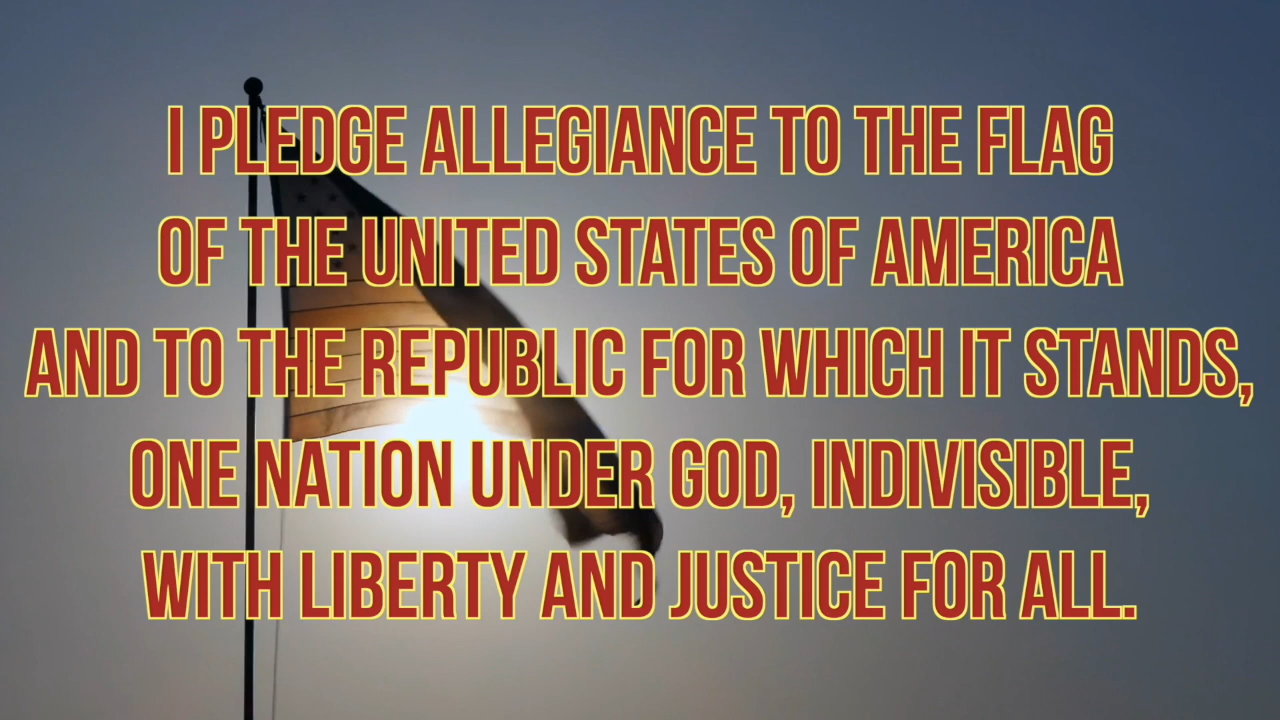 I PLEDGE ALLEGIANCE TO THE FLAG
OF THE UNITED STATES OF AMERICA
AND TO THE REPUBLIC FOR WHICH IT STANDS,
ONE NATION UNDER GOD, INDIVISIBLE,
WITH LIBERTY AND JUSTICE FOR ALL.